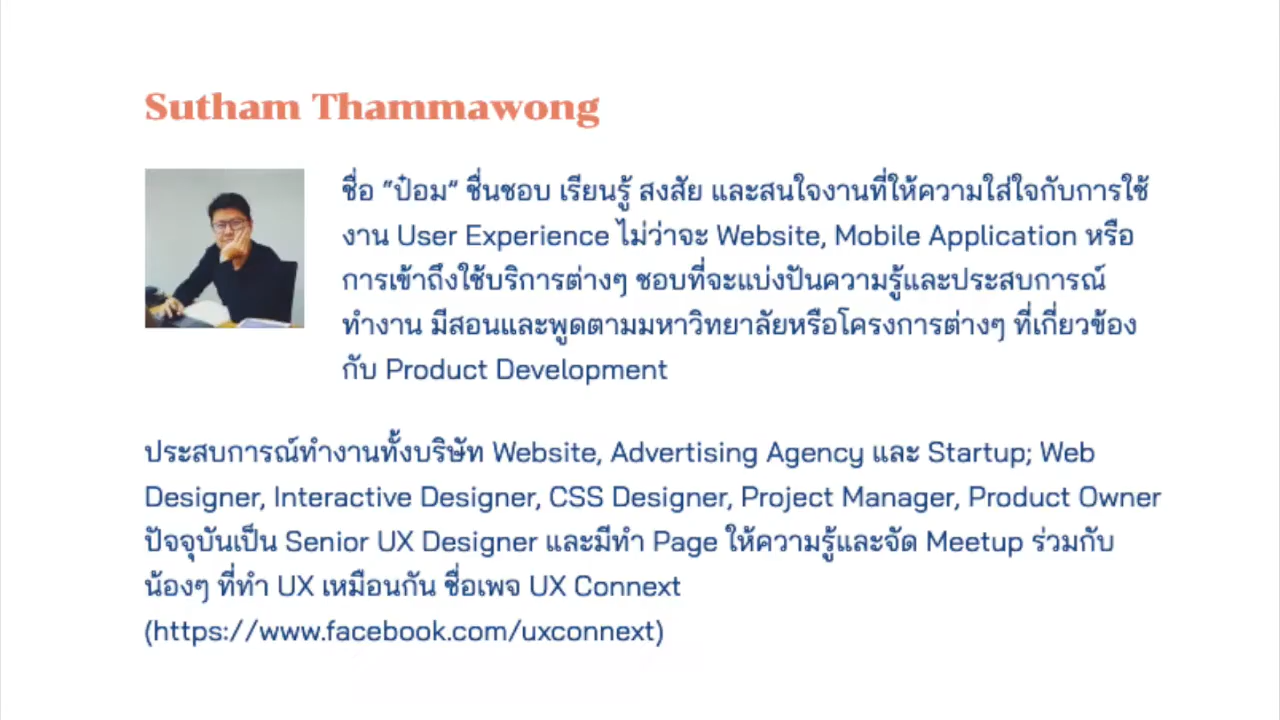 Sutham Thammawong
ชื่อ “ป๋อม“ ชื่นชอบ เรียนรู้ สงสัย และสนใจงานที่ให้ความใส่ใจกับการใช้
งาน User Experience ไม่ว่าจะ Website, Mobile Application หรือ
การเข้าถึงใช้บริการต่างๆ ชอบที่จะแบ่งปันความรู้และประสบการณ์
ทำงาน มีสอนและพูดตามมหาวิทยาลัยหรือโครงการต่างๆ ที่เกี่ยวข้อง
กับ Product Development
ประสบการณ์ทำงานทั้งบริษัท Website, Advertising Agency และ Startup; Web
Designer, Interactive Designer, CSS Designer, Project Manager, Product Owner
ปัจจุบันเป็น Senior UX Designer และมีทำ Page ให้ความรู้และจัด Meetup ร่วมกับ
น้องๆ ที่ทำ UX เหมือนกัน ชื่อเพจ UX Connext
(https://www.facebook.com/uxconnext)